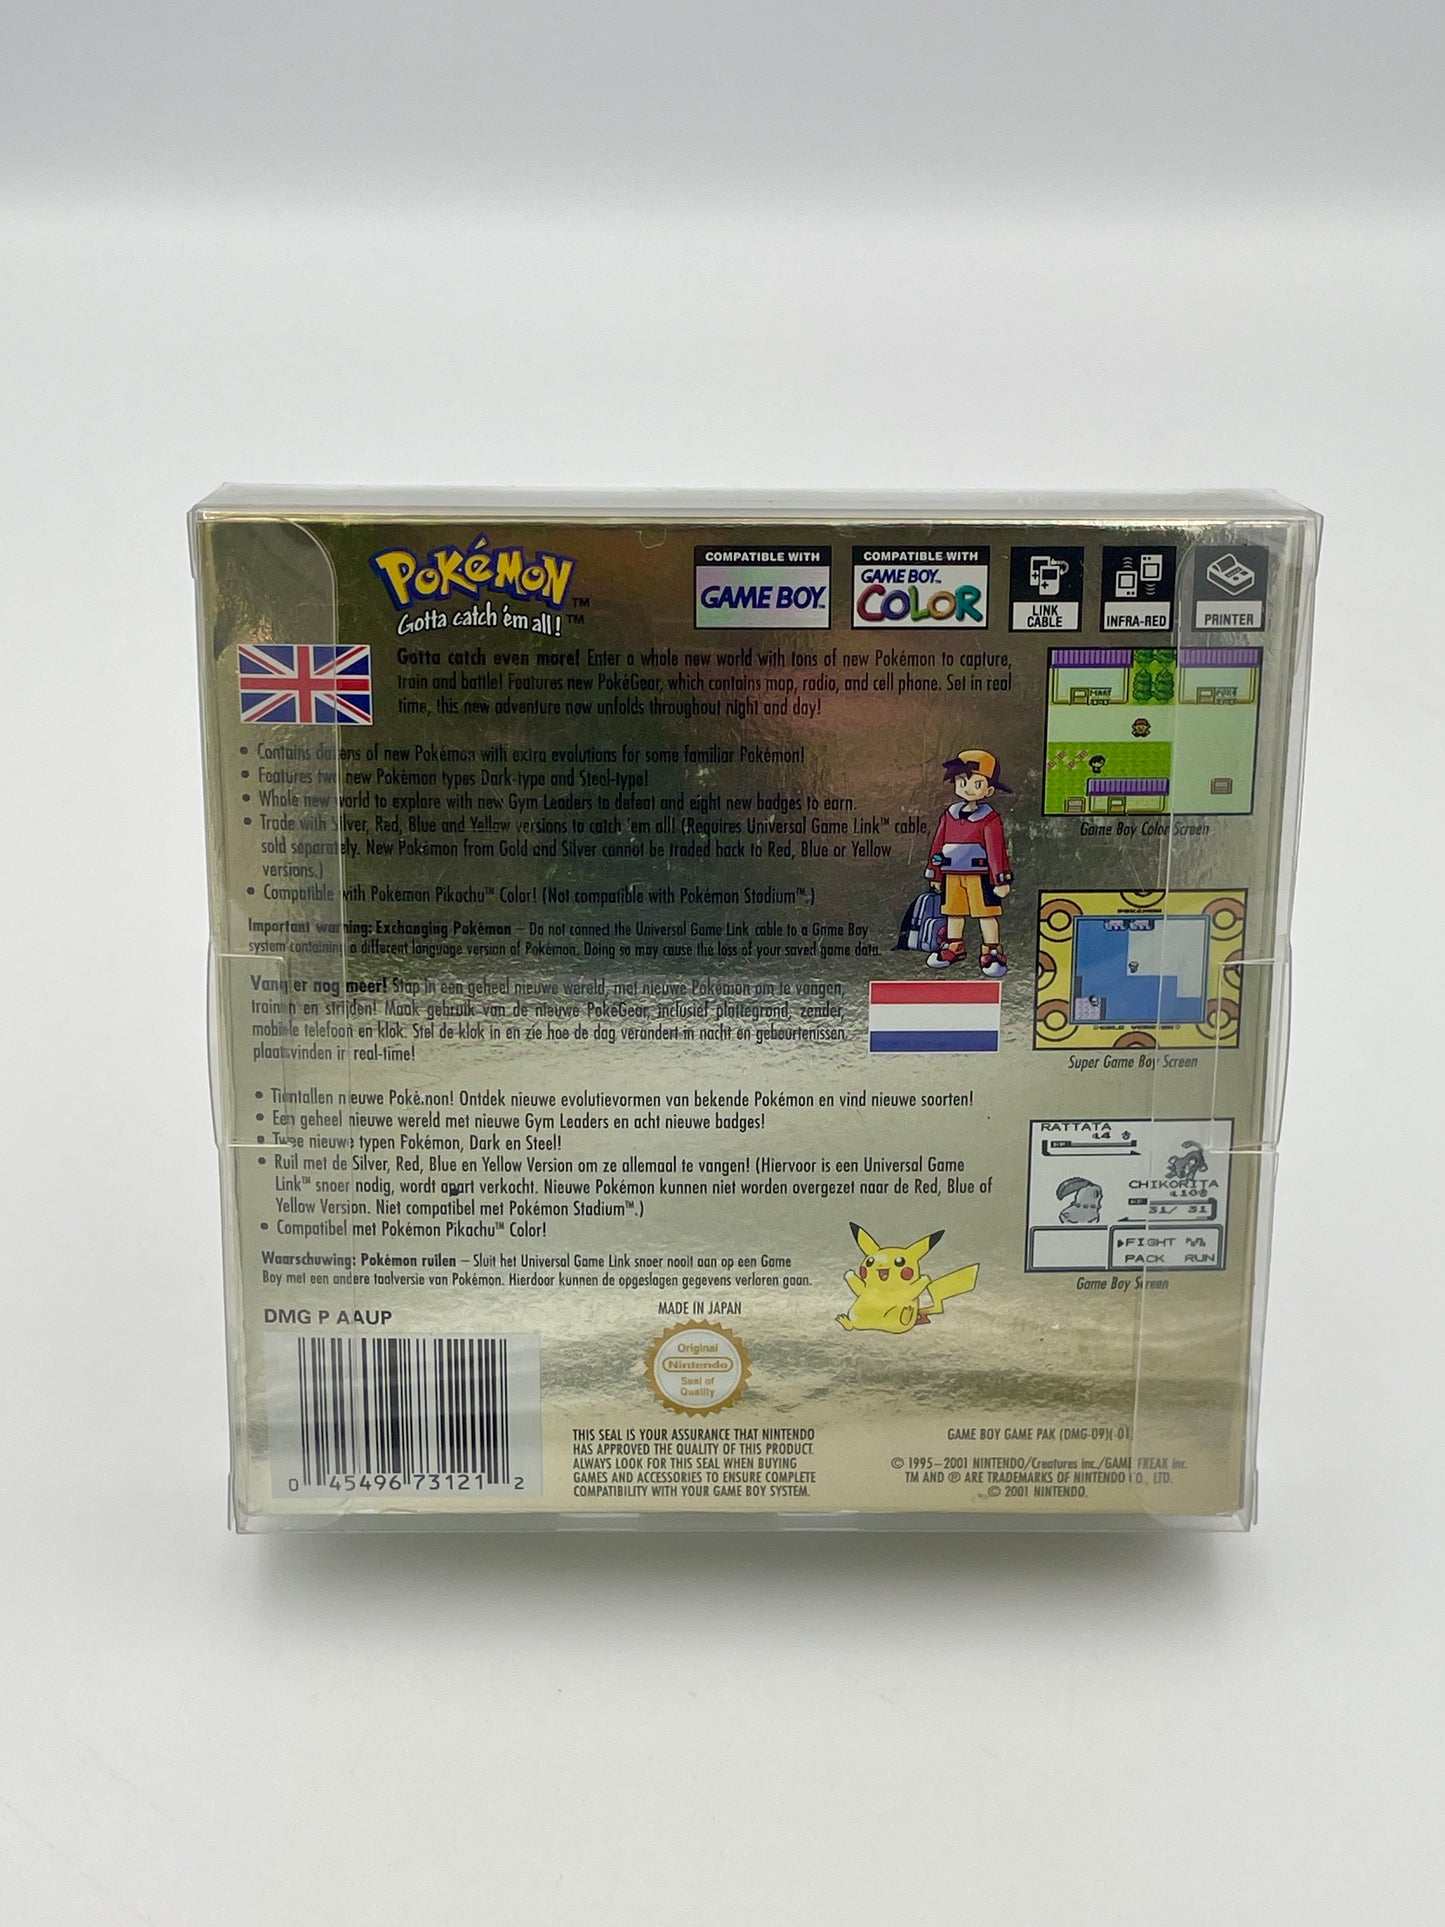 POKéMON™
Gotta catch 'em all!™
COMPATIBLE WITH
GAME BOY™
COMPATIBLE WITH
GAME BOY™
COLOR
LINK
CABLE
INFRA-RED
PRINTER
Gotta catch even more! Enter a whole new world with tons of new Pokémon to capture,
train and battle! Features new PokéGear, which contains map, radio, and cell phone. Set in real
time, this new adventure now unfolds throughout night and day!
• Contains dozens of new Pokémon with extra evolutions for some familiar Pokémon!
• Features two new Pokémon types Dark-type and Steel-type!
• Whole new world to explore with new Gym Leaders to defeat and eight new badges to earn.
• Trade with Silver, Red, Blue and Yellow versions to catch 'em all! (Requires Universal Game Link™ cable,
sold separately. New Pokémon from Gold and Silver cannot be traded back to Red, Blue or Yellow
versions.)
• Compatible with Pokémon Pikachu™ Color! (Not compatible with Pokémon Stadium™.)
Important warning: Exchanging Pokémon – Do not connect the Universal Game Link cable to a Game Boy
system containing a different language version of Pokémon. Doing so may cause the loss of your saved game data.
MART
POKé
Game Boy Color Screen
POKéMON
GOLD VERSION
Super Game Boy Screen
Vang er nog meer! Stap in een geheel nieuwe wereld, met nieuwe Pokémon om te vangen,
trainen en strijden! Maak gebruik van de nieuwe PokéGear, inclusief plattegrond, zender,
mobiele telefoon en klok. Stel de klok in en zie hoe de dag verandert in nacht en gebeurtenissen
plaatsvinden in real-time!
• Tientallen nieuwe Pokémon! Ontdek nieuwe evolutievormen van bekende Pokémon en vind nieuwe soorten!
• Een geheel nieuwe wereld met nieuwe Gym Leaders en acht nieuwe badges!
• Twee nieuwe typen Pokémon, Dark en Steel!
• Ruil met de Silver, Red, Blue en Yellow Version om ze allemaal te vangen! (Hiervoor is een Universal Game
Link™ snoer nodig, wordt apart verkocht. Nieuwe Pokémon kunnen niet worden overgezet naar de Red, Blue of
Yellow Version. Niet compatibel met Pokémon Stadium™.)
• Compatibel met Pokémon Pikachu™ Color!
Waarschuwing: Pokémon ruilen – Sluit het Universal Game Link snoer nooit aan op een Game
Boy met een andere taalversie van Pokémon. Hierdoor kunnen de opgeslagen gegevens verloren gaan.
RATTATA
L4 ♂
HP
CHIKORITA
L10♂
HP
31/ 31
▶FIGHT
PACK RUN
Game Boy Screen
DMG P AAUP
0 45496 73121 2
MADE IN JAPAN
Original
Nintendo
Seal of
Quality
THIS SEAL IS YOUR ASSURANCE THAT NINTENDO
HAS APPROVED THE QUALITY OF THIS PRODUCT.
ALWAYS LOOK FOR THIS SEAL WHEN BUYING
GAMES AND ACCESSORIES TO ENSURE COMPLETE
COMPATIBILITY WITH YOUR GAME BOY SYSTEM.
GAME BOY GAME PAK (DMG-09)(-01)
© 1995–2001 NINTENDO/Creatures inc./GAME FREAK inc.
TM AND ® ARE TRADEMARKS OF NINTENDO CO., LTD.
© 2001 NINTENDO.